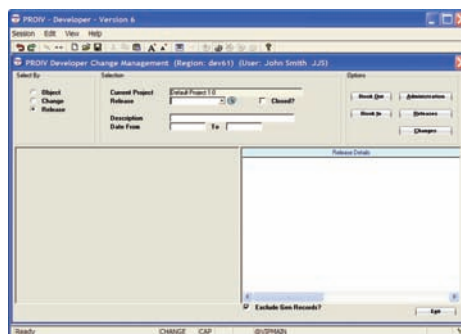 PROIV - Developer - Version 6
Session Edit View Help
PROIV Developer Change Management (Region: dev61) (User: John Smith JJS)
Select By
Selection
Options
Object
Change
Release
Current Project Default Project 1.0
Release
Closed?
Description
Date From To
Book Out
Administration
Book In
Releases
Changes
Release Details
Exclude Gen Records?
Exit
Ready CHANGE CAP @VIPMAIN